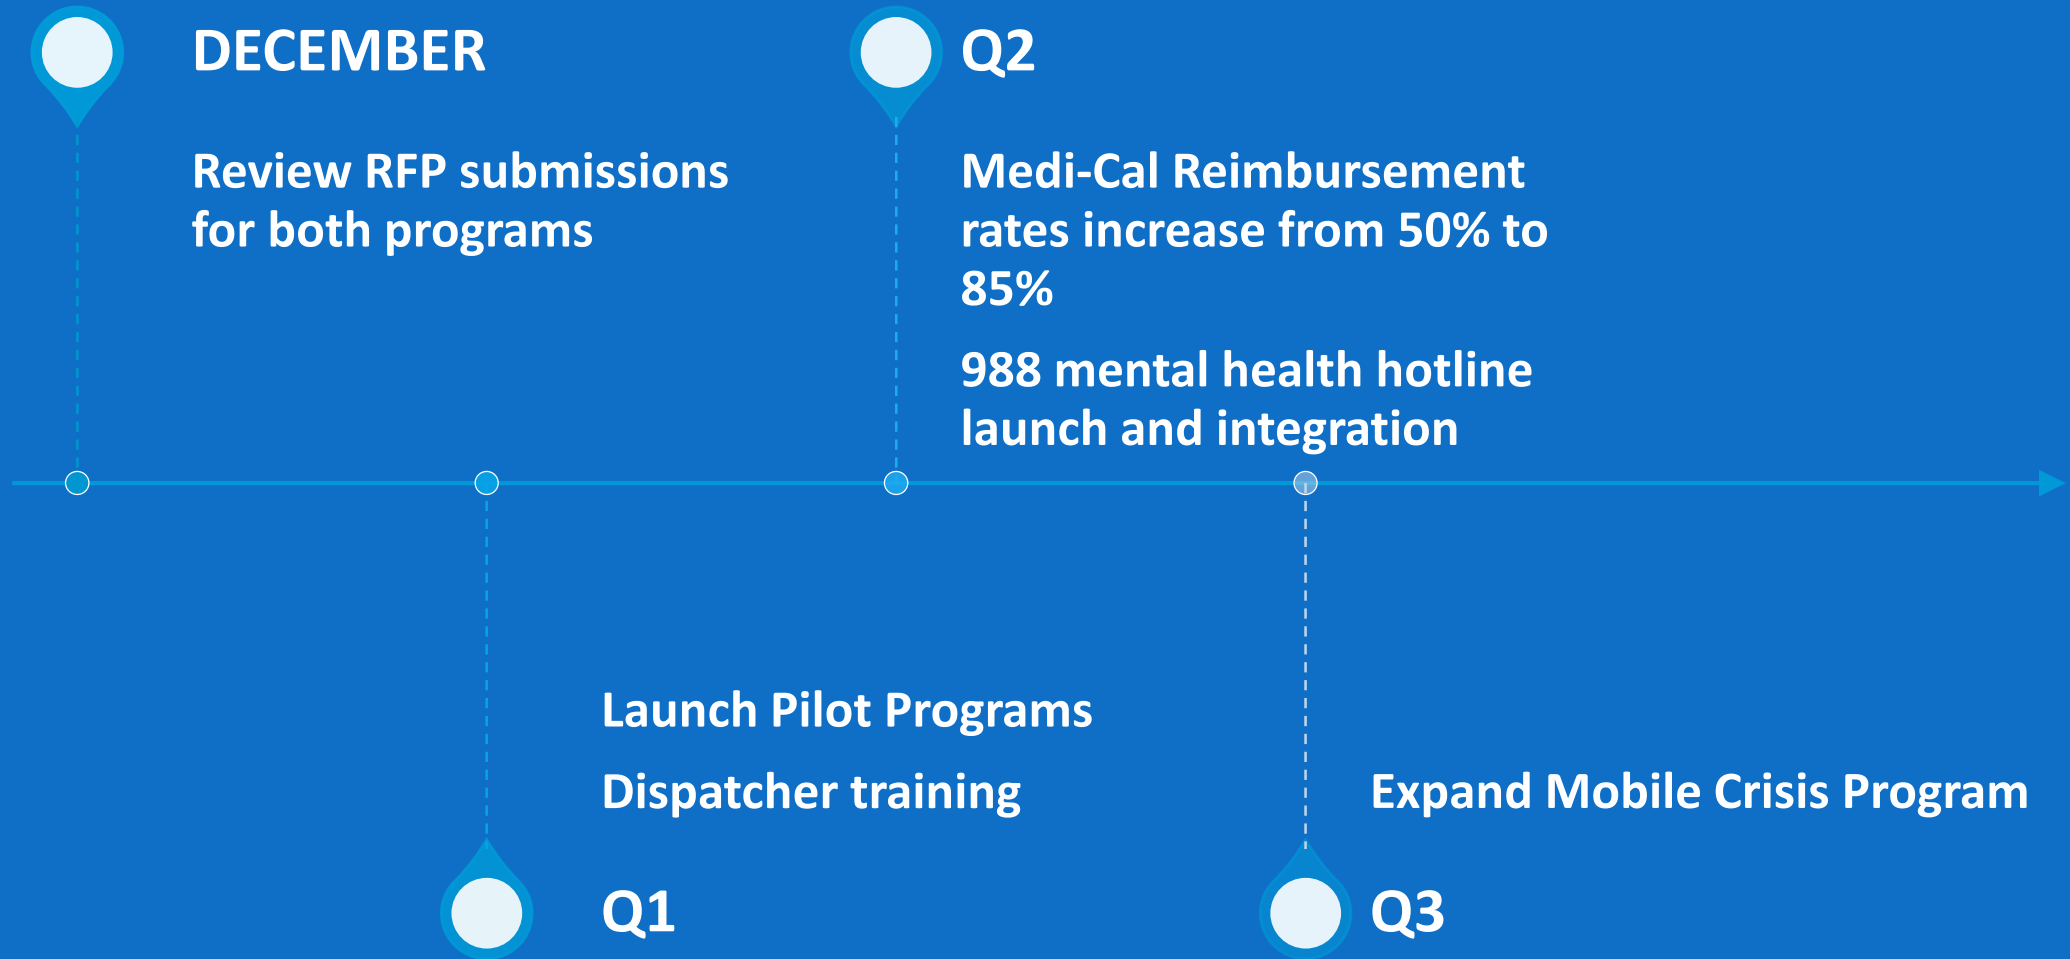 DECEMBER
Review RFP submissions
for both programs
Q2
Medi-Cal Reimbursement
rates increase from 50% to
85%
988 mental health hotline
launch and integration
Launch Pilot Programs
Dispatcher training
Q1
Expand Mobile Crisis Program
Q3